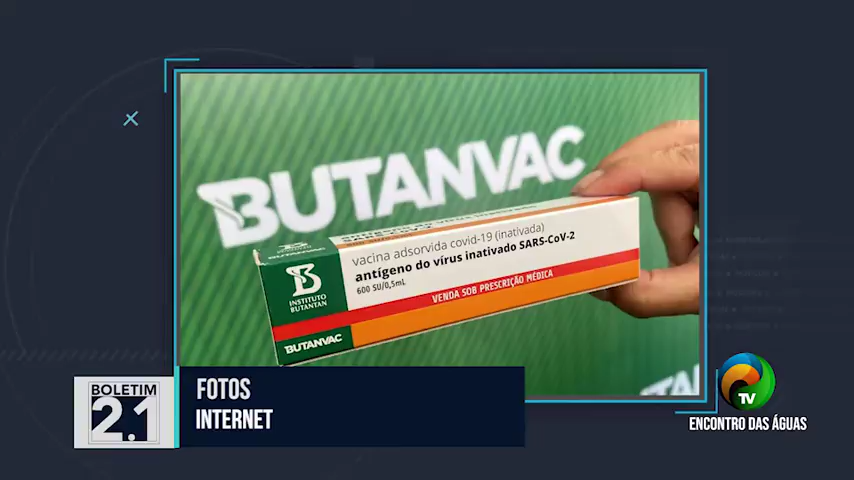 BUTANVAC
BUTANVAC
vacina adsorvida covid-19 (inativada)
antígeno do vírus inativado SARS-CoV-2
600 SU/0,5mL
INSTITUTO
BUTANTAN
VENDA SOB PRESCRIÇÃO MÉDICA
BUTANVAC
BOLETIM
2.1
FOTOS
INTERNET
TV
ENCONTRO DAS ÁGUAS